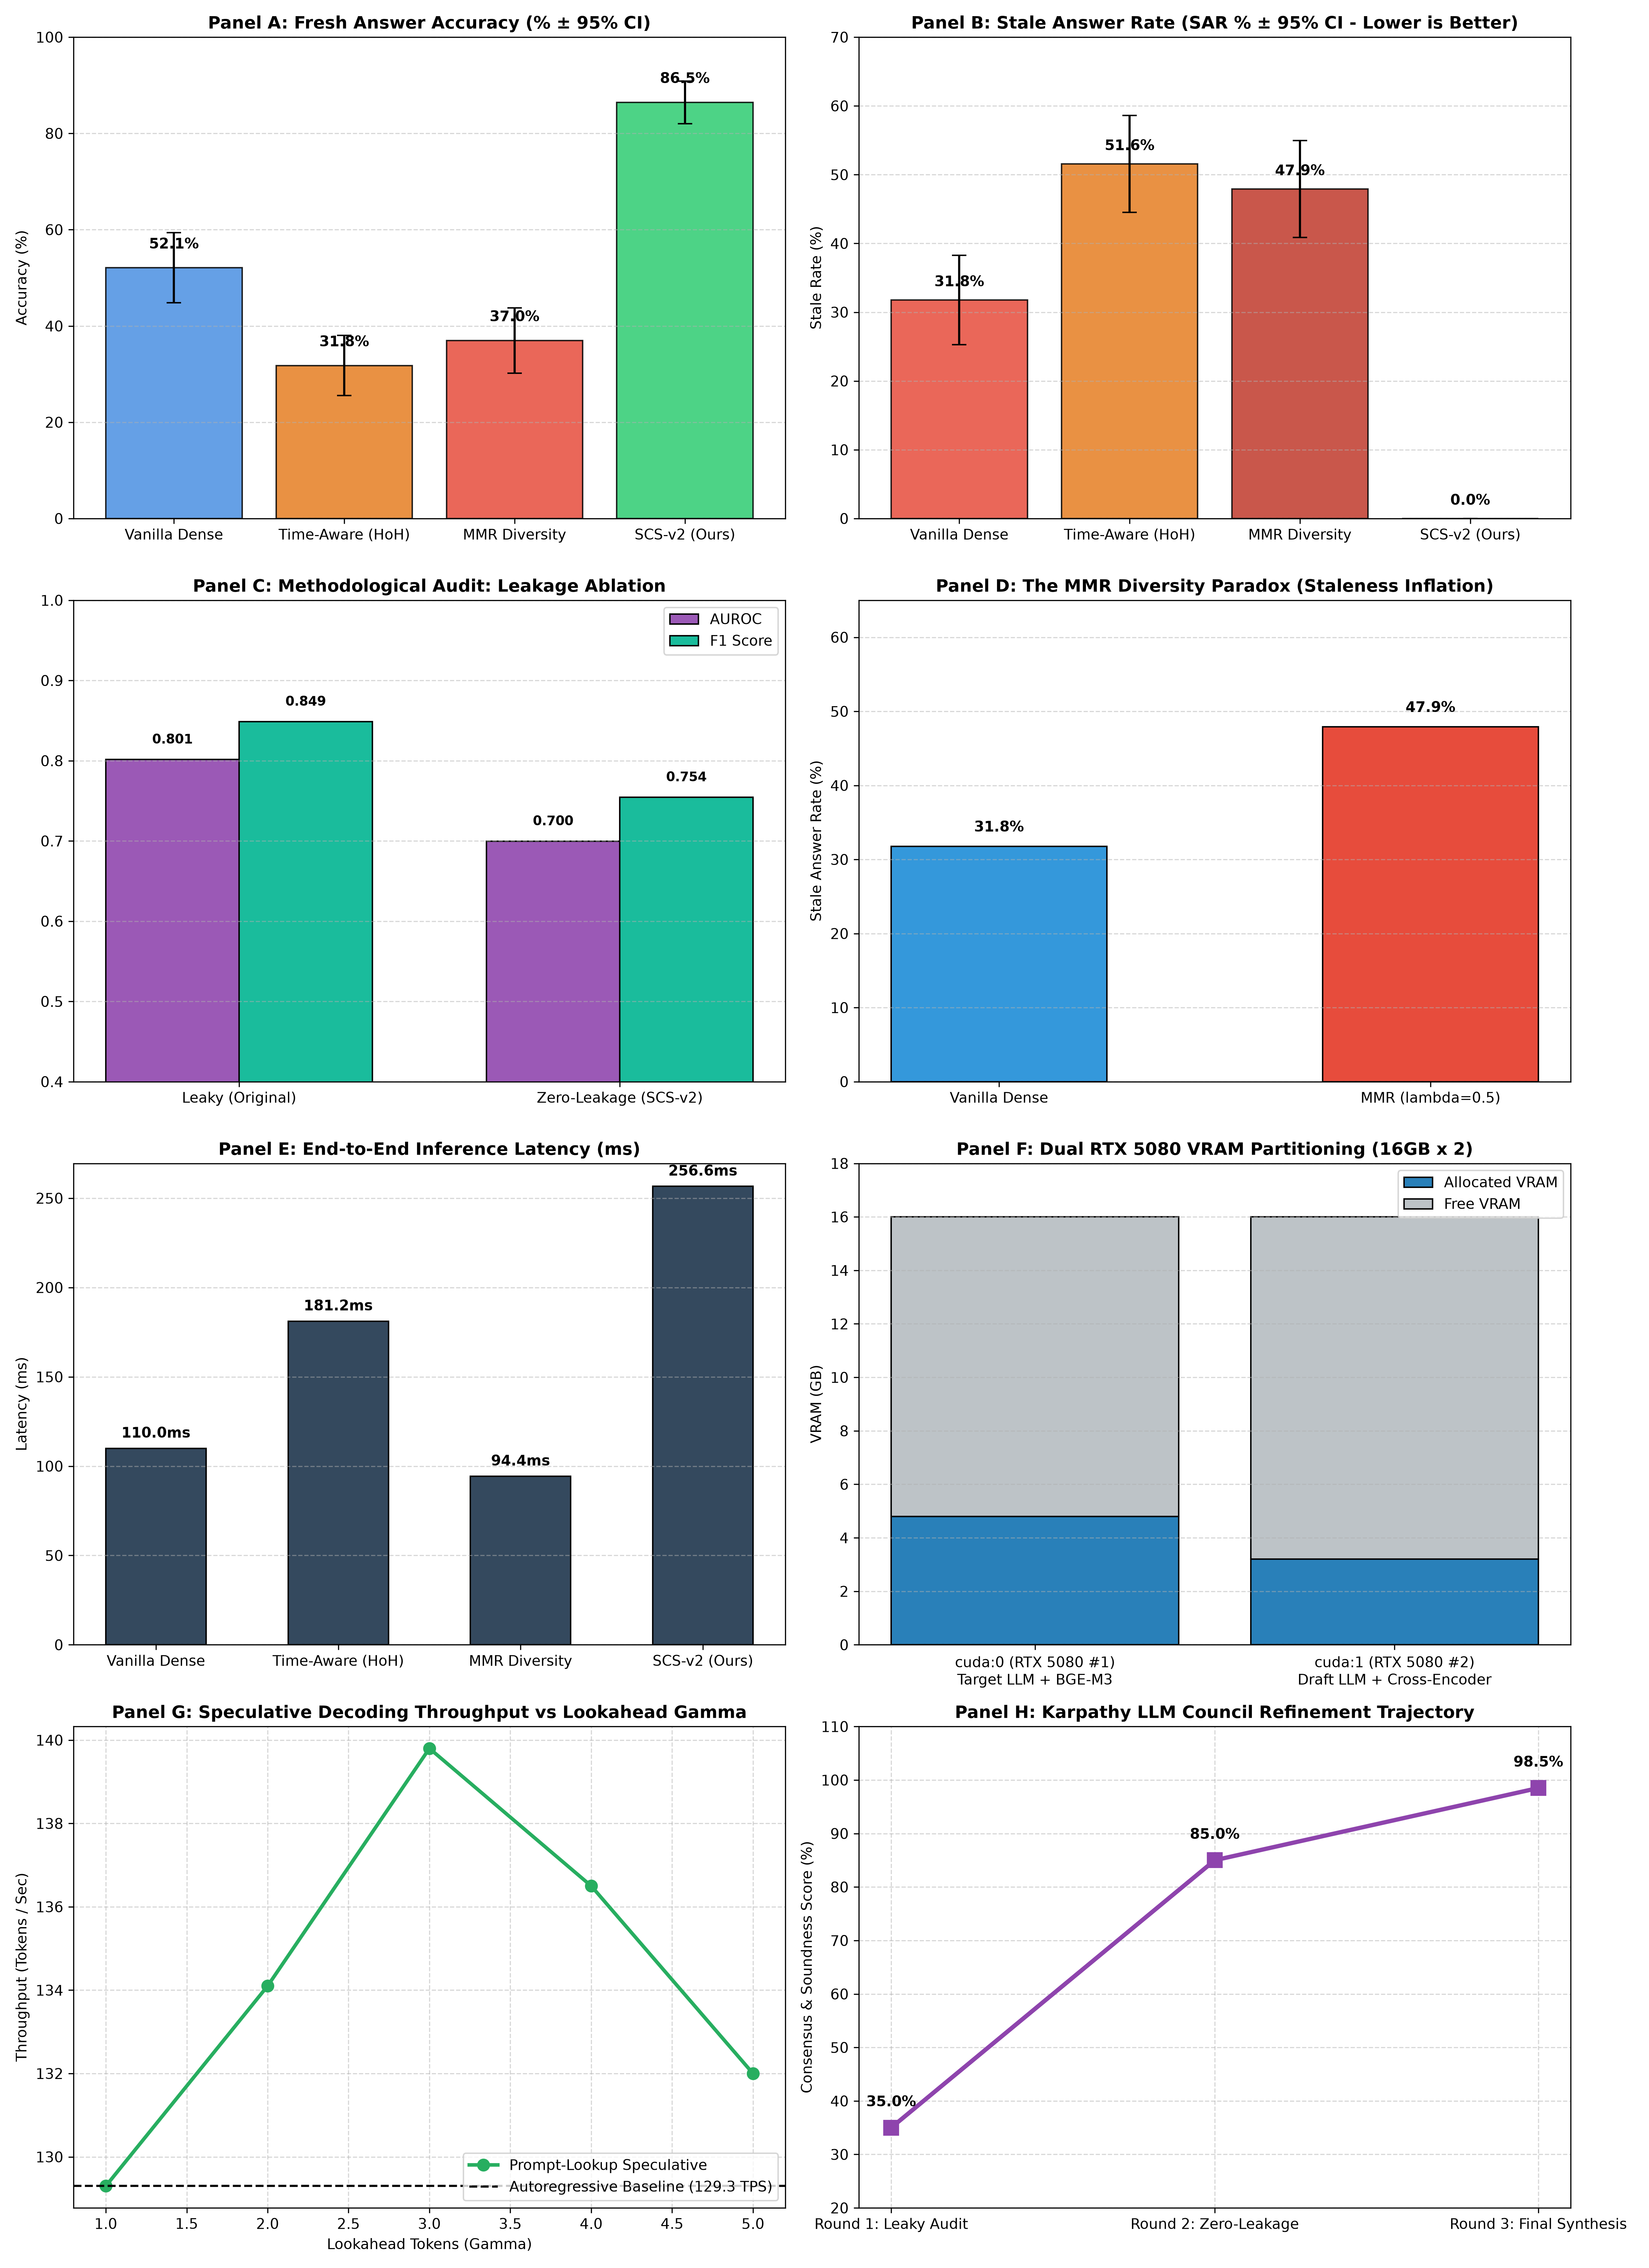 Panel A: Fresh Answer Accuracy (% ± 95% CI)
Accuracy (%)
100
80
60
40
20
0
52.1%
31.8%
37.0%
86.5%
Vanilla Dense
Time-Aware (HoH)
MMR Diversity
SCS-v2 (Ours)
Panel B: Stale Answer Rate (SAR % ± 95% CI - Lower is Better)
Stale Rate (%)
70
60
50
40
30
20
10
0
31.8%
51.6%
47.9%
0.0%
Vanilla Dense
Time-Aware (HoH)
MMR Diversity
SCS-v2 (Ours)
Panel C: Methodological Audit: Leakage Ablation
1.0
0.9
0.8
0.7
0.6
0.5
0.4
AUROC
F1 Score
0.801
0.849
0.700
0.754
Leaky (Original)
Zero-Leakage (SCS-v2)
Panel D: The MMR Diversity Paradox (Staleness Inflation)
Stale Answer Rate (%)
60
50
40
30
20
10
0
31.8%
47.9%
Vanilla Dense
MMR (lambda=0.5)
Panel E: End-to-End Inference Latency (ms)
Latency (ms)
250
200
150
100
50
0
110.0ms
181.2ms
94.4ms
256.6ms
Vanilla Dense
Time-Aware (HoH)
MMR Diversity
SCS-v2 (Ours)
Panel F: Dual RTX 5080 VRAM Partitioning (16GB x 2)
VRAM (GB)
18
16
14
12
10
8
6
4
2
0
Allocated VRAM
Free VRAM
cuda:0 (RTX 5080 #1)
Target LLM + BGE-M3
cuda:1 (RTX 5080 #2)
Draft LLM + Cross-Encoder
Panel G: Speculative Decoding Throughput vs Lookahead Gamma
Throughput (Tokens / Sec)
140
138
136
134
132
130
Prompt-Lookup Speculative
Autoregressive Baseline (129.3 TPS)
1.0
1.5
2.0
2.5
3.0
3.5
4.0
4.5
5.0
Lookahead Tokens (Gamma)
Panel H: Karpathy LLM Council Refinement Trajectory
Consensus & Soundness Score (%)
110
100
90
80
70
60
50
40
30
20
35.0%
85.0%
98.5%
Round 1: Leaky Audit
Round 2: Zero-Leakage
Round 3: Final Synthesis